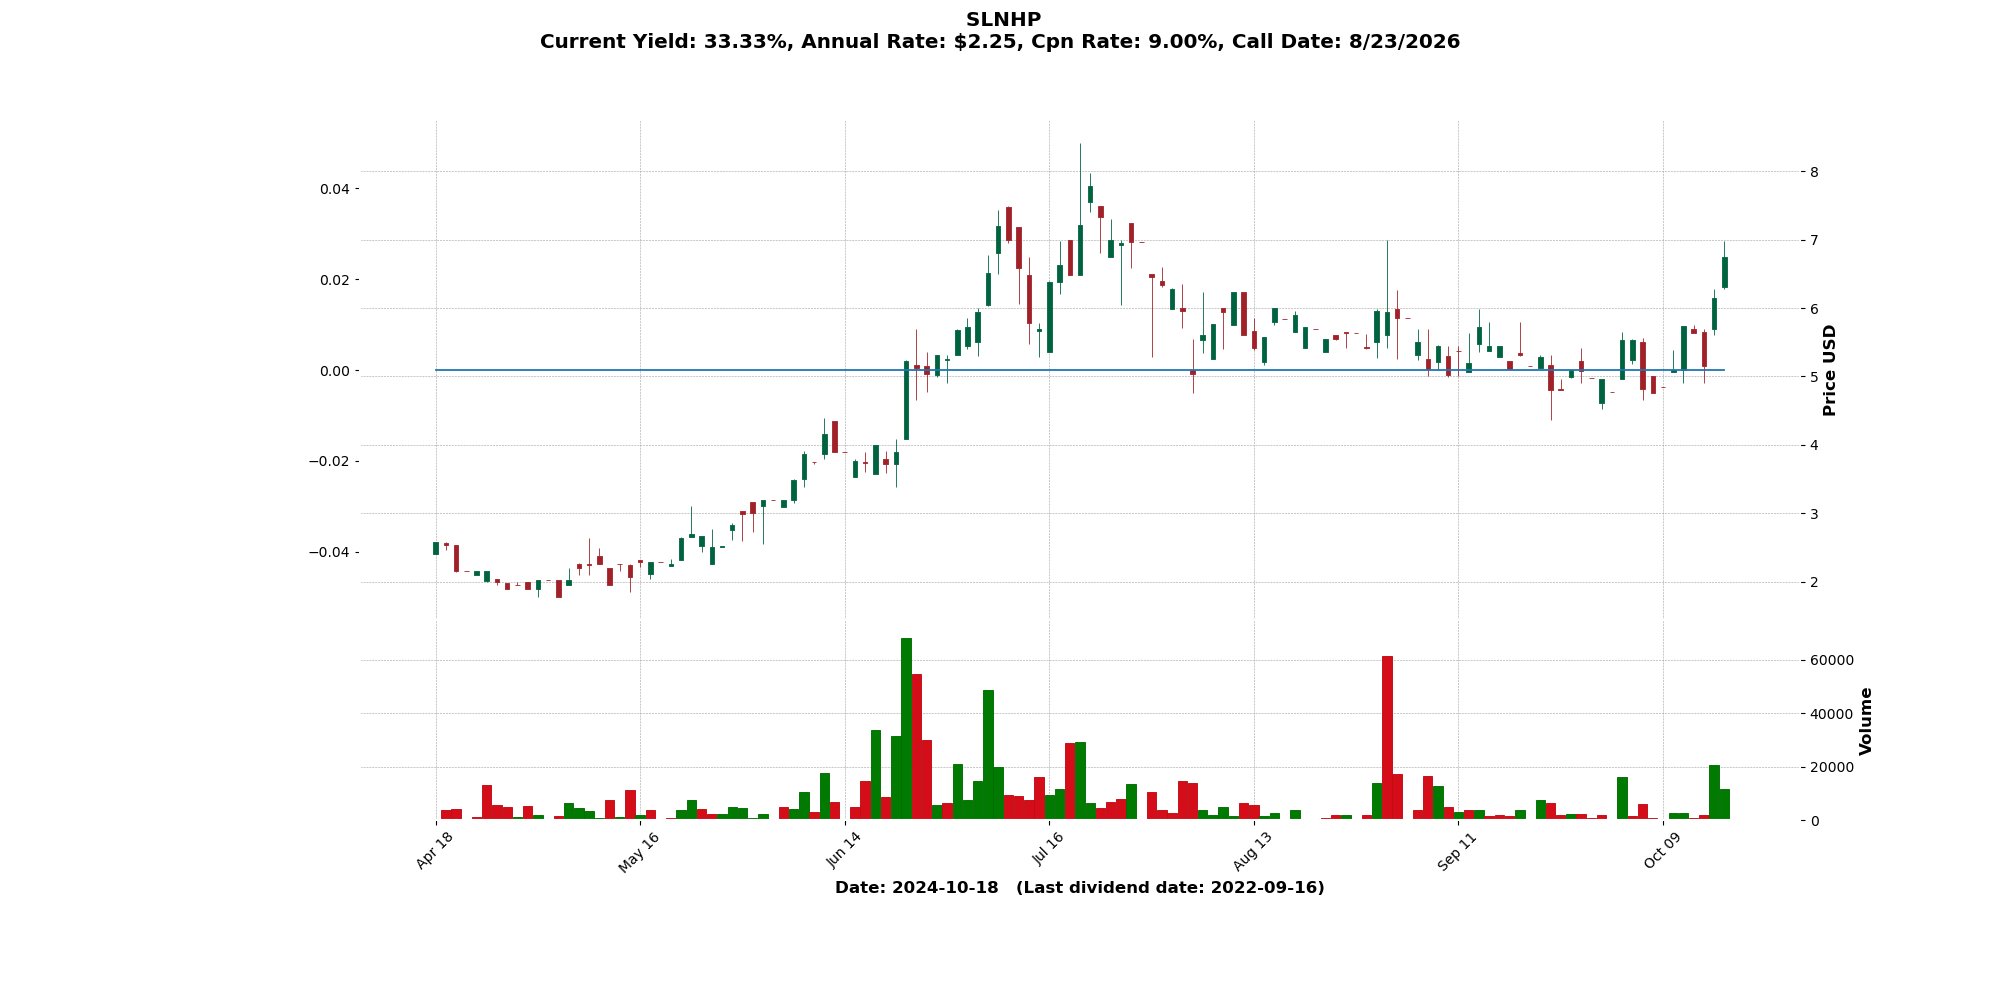 SLNHP
Current Yield: 33.33%, Annual Rate: $2.25, Cpn Rate: 9.00%, Call Date: 8/23/2026
0.04
0.02
0.00
−0.02
−0.04
8
7
6
5
4
3
2
Price USD
60000
40000
20000
0
Volume
Apr 18
May 16
Jun 14
Jul 16
Aug 13
Sep 11
Oct 09
Date: 2024-10-18 (Last dividend date: 2022-09-16)